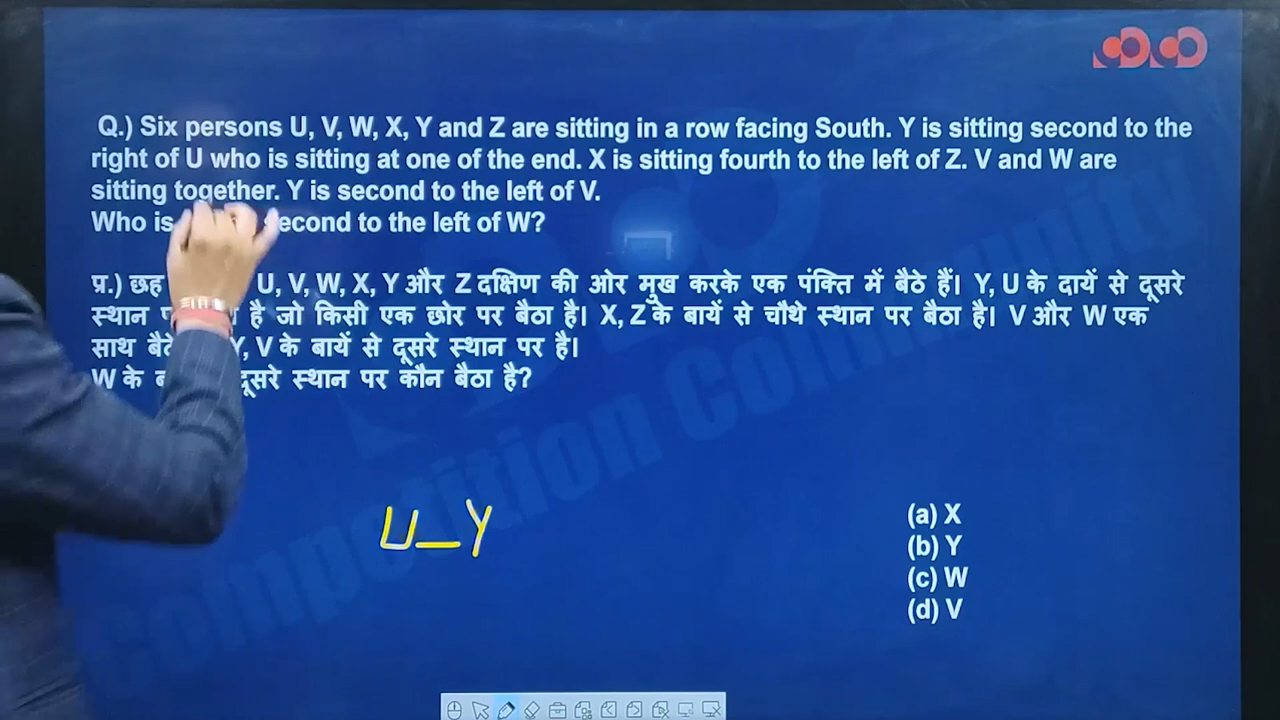 Q.) Six persons U, V, W, X, Y and Z are sitting in a row facing South. Y is sitting second to the
right of U who is sitting at one of the end. X is sitting fourth to the left of Z. V and W are
sitting together. Y is second to the left of V.
Who is second to the left of W?
प्र.) छह U, V, W, X, Y और Z दक्षिण की ओर मुख करके एक पंक्ति में बैठे हैं। Y, U के दायें से दूसरे
स्थान है जो किसी एक छोर पर बैठा है। X, Z के बायें से चौथे स्थान पर बैठा है। V और W एक
साथ Y, V के बायें से दूसरे स्थान पर है।
W के दूसरे स्थान पर कौन बैठा है?
U_Y
(a) X
(b) Y
(c) W
(d) V
Competition Community